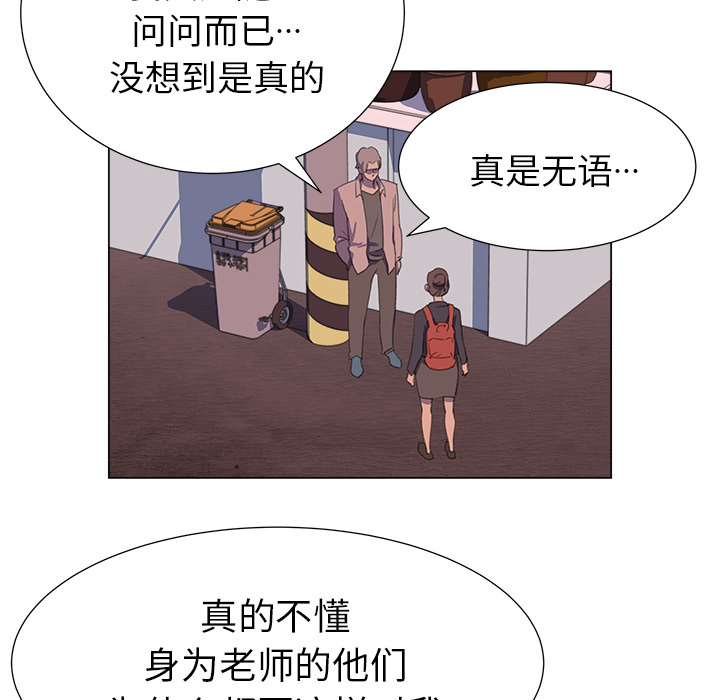 问问而已…
没想到是真的
真是无语…
真的不懂
身为老师的他们